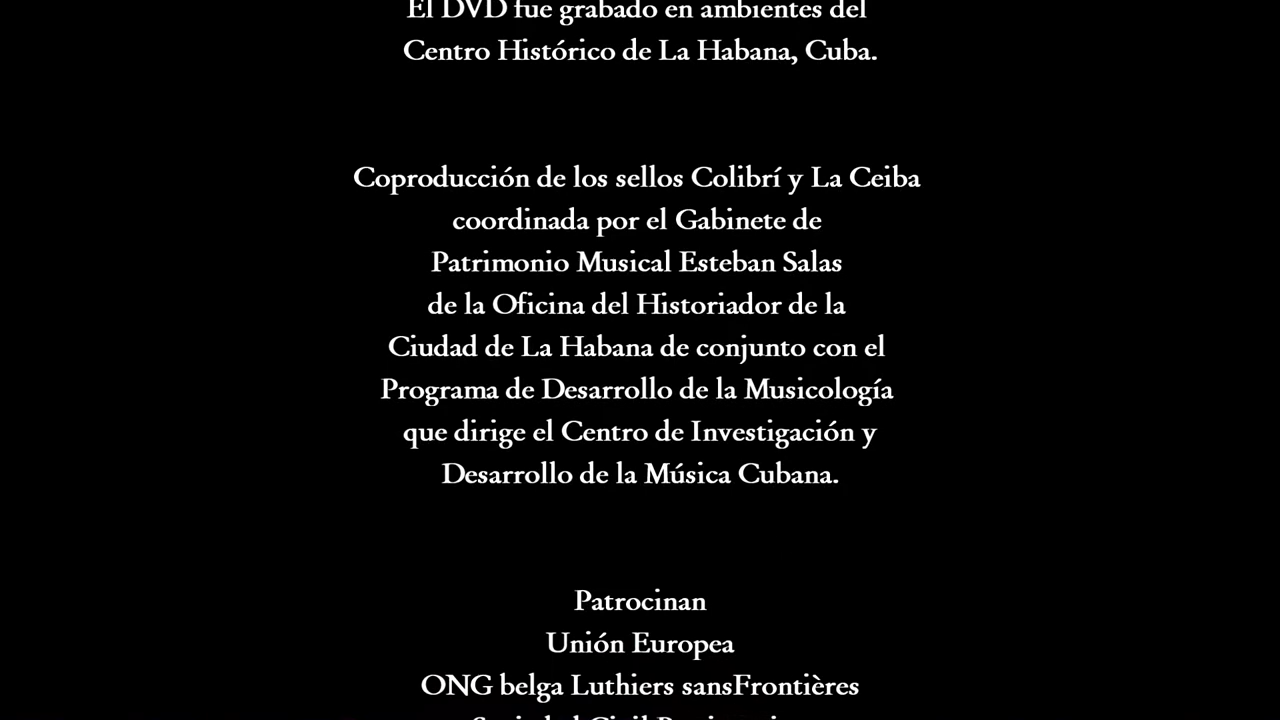 El DVD fue grabado en ambientes del
Centro Histórico de La Habana, Cuba.
Coproducción de los sellos Colibrí y La Ceiba
coordinada por el Gabinete de
Patrimonio Musical Esteban Salas
de la Oficina del Historiador de la
Ciudad de La Habana de conjunto con el
Programa de Desarrollo de la Musicología
que dirige el Centro de Investigación y
Desarrollo de la Música Cubana.
Patrocinan
Unión Europea
ONG belga Luthiers sansFrontières
Sociedad Civil